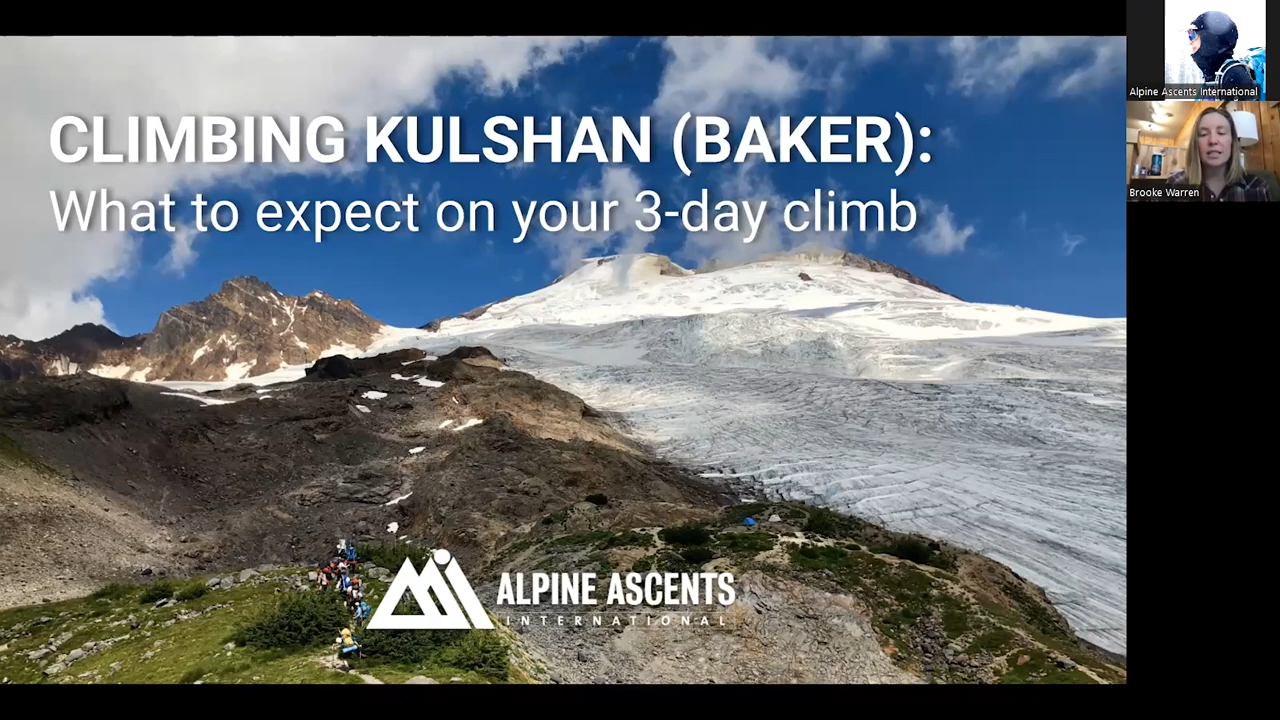 CLIMBING KULSHAN (BAKER):
What to expect on your 3-day climb
ALPINE ASCENTS
INTERNATIONAL
Alpine Ascents International
Brooke Warren